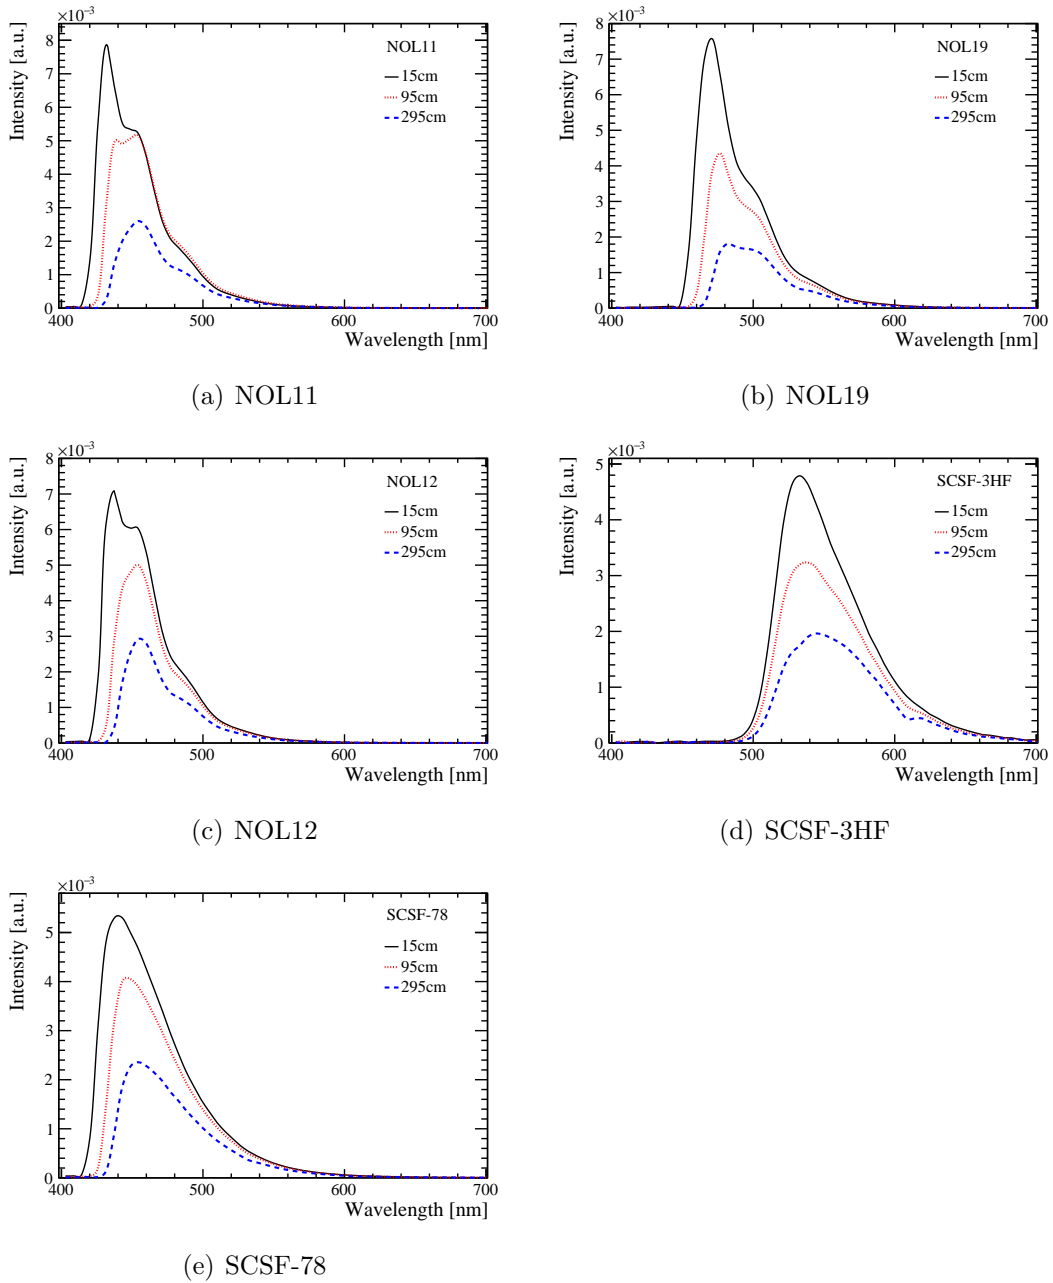 ×10⁻³
Intensity [a.u.]
8
7
6
5
4
3
2
1
0
NOL11
15cm
95cm
295cm
400 500 600 700
Wavelength [nm]
(a) NOL11
×10⁻³
Intensity [a.u.]
8
7
6
5
4
3
2
1
0
NOL19
15cm
95cm
295cm
400 500 600 700
Wavelength [nm]
(b) NOL19
×10⁻³
Intensity [a.u.]
8
7
6
5
4
3
2
1
0
NOL12
15cm
95cm
295cm
400 500 600 700
Wavelength [nm]
(c) NOL12
×10⁻³
Intensity [a.u.]
5
4
3
2
1
0
SCSF-3HF
15cm
95cm
295cm
400 500 600 700
Wavelength [nm]
(d) SCSF-3HF
×10⁻³
Intensity [a.u.]
5
4
3
2
1
0
SCSF-78
15cm
95cm
295cm
400 500 600 700
Wavelength [nm]
(e) SCSF-78